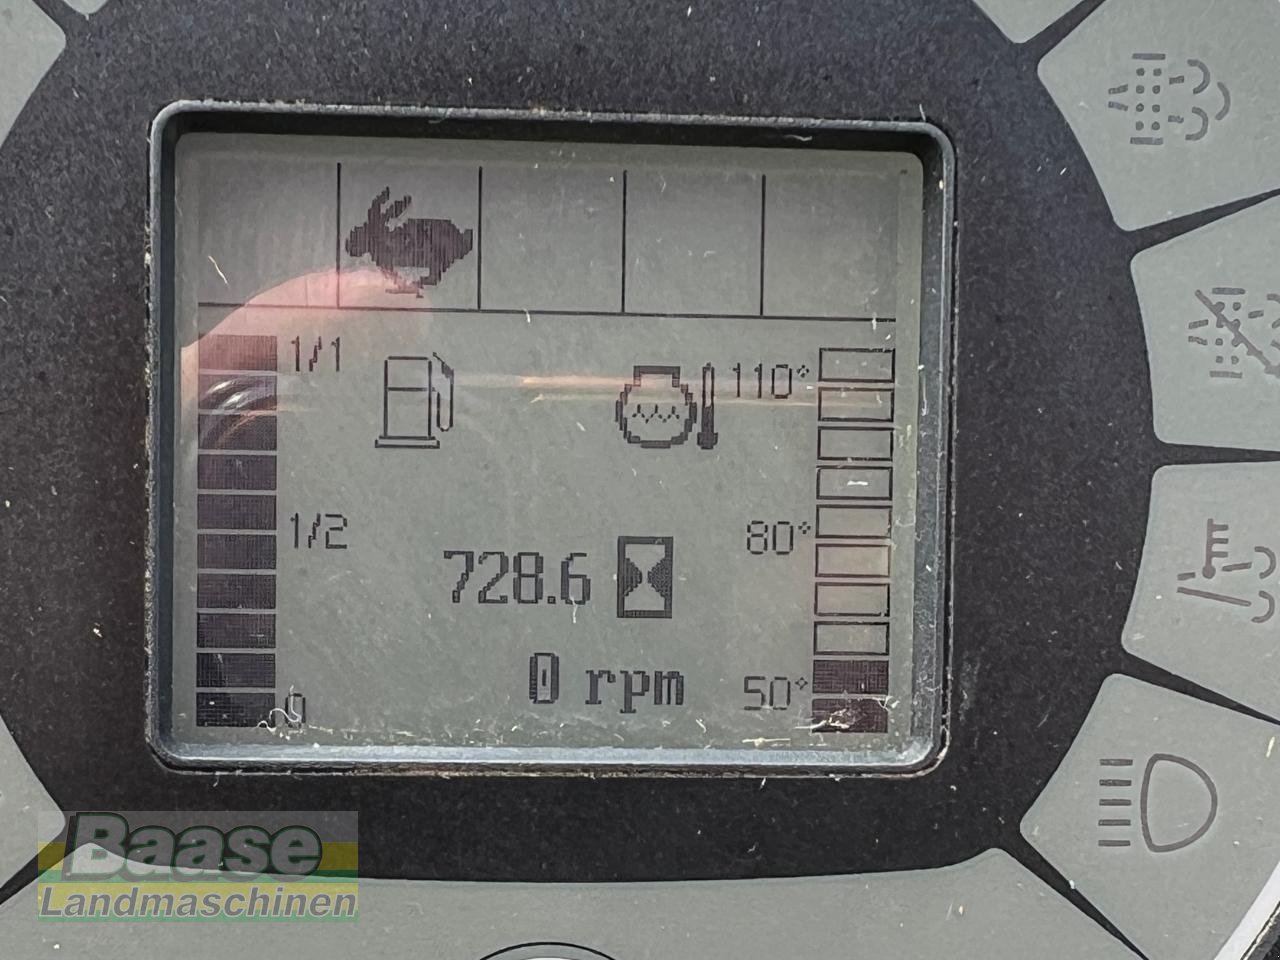 1/1
110°
1/2
80°
728.6
0 rpm
50°
0
Baase
Landmaschinen